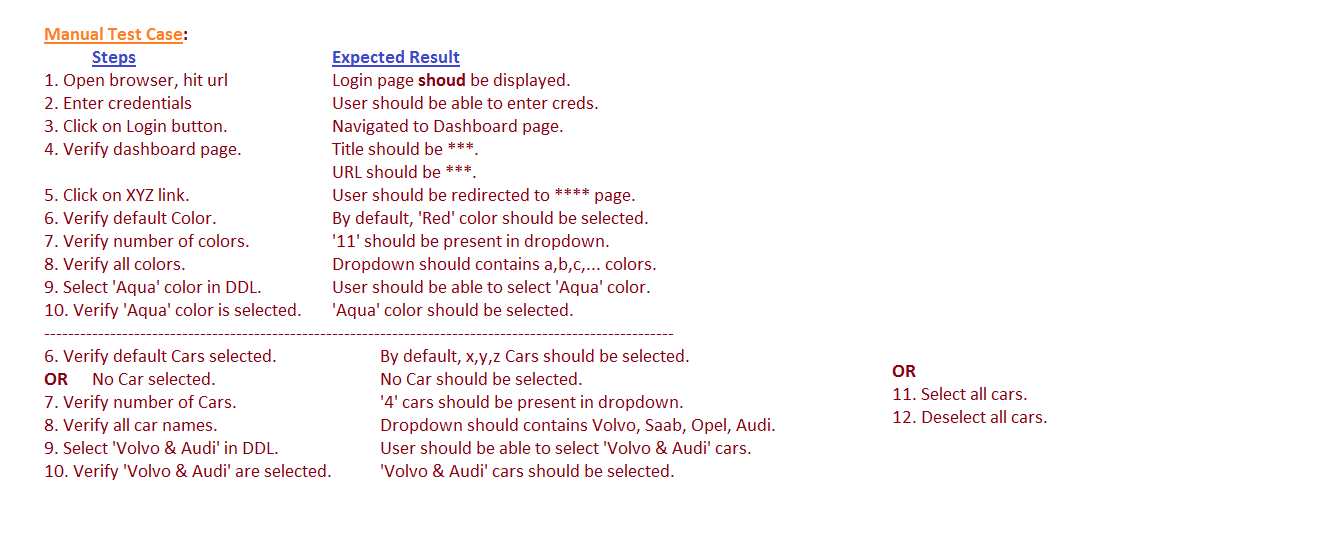 Manual Test Case:
Steps Expected Result
1. Open browser, hit url Login page shoud be displayed.
2. Enter credentials User should be able to enter creds.
3. Click on Login button. Navigated to Dashboard page.
4. Verify dashboard page. Title should be ***.
URL should be ***.
5. Click on XYZ link. User should be redirected to **** page.
6. Verify default Color. By default, 'Red' color should be selected.
7. Verify number of colors. '11' should be present in dropdown.
8. Verify all colors. Dropdown should contains a,b,c,... colors.
9. Select 'Aqua' color in DDL. User should be able to select 'Aqua' color.
10. Verify 'Aqua' color is selected. 'Aqua' color should be selected.
---------------------------------------------------------------------------------------------------------
6. Verify default Cars selected. By default, x,y,z Cars should be selected.
OR No Car selected. No Car should be selected.
7. Verify number of Cars. '4' cars should be present in dropdown.
8. Verify all car names. Dropdown should contains Volvo, Saab, Opel, Audi.
9. Select 'Volvo & Audi' in DDL. User should be able to select 'Volvo & Audi' cars.
10. Verify 'Volvo & Audi' are selected. 'Volvo & Audi' cars should be selected.
OR
11. Select all cars.
12. Deselect all cars.